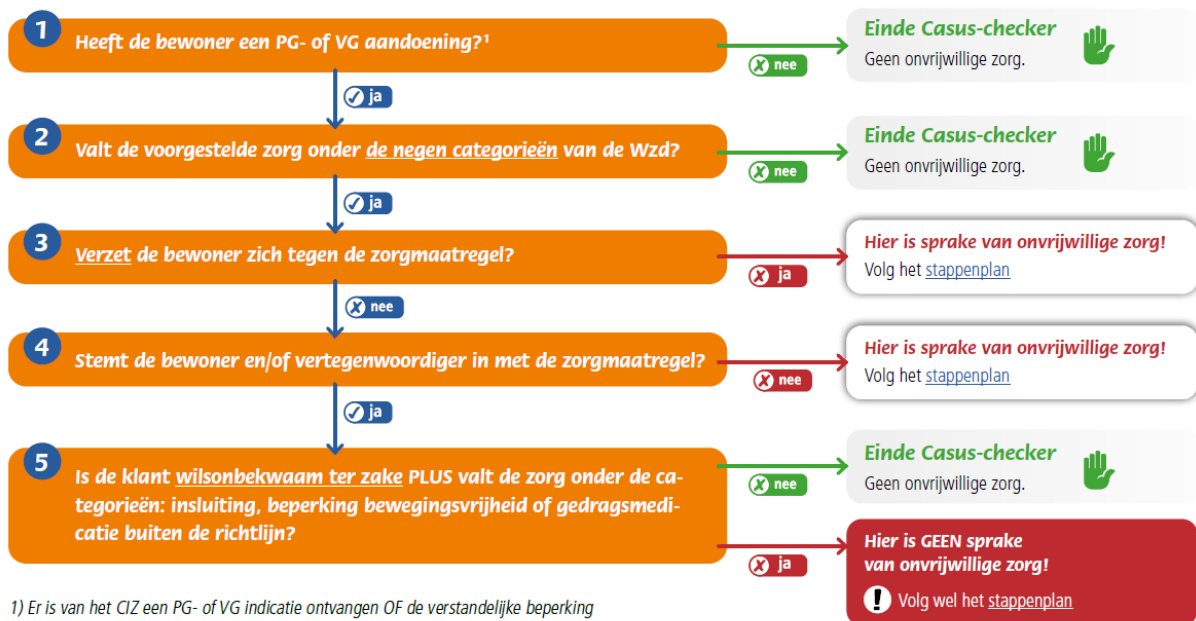 1
Heeft de bewoner een PG- of VG aandoening?¹
nee
Einde Casus-checker
Geen onvrijwillige zorg.
ja
2
Valt de voorgestelde zorg onder de negen categorieën van de Wzd?
nee
Einde Casus-checker
Geen onvrijwillige zorg.
ja
3
Verzet de bewoner zich tegen de zorgmaatregel?
ja
Hier is sprake van onvrijwillige zorg!
Volg het stappenplan
nee
4
Stemt de bewoner en/of vertegenwoordiger in met de zorgmaatregel?
nee
Hier is sprake van onvrijwillige zorg!
Volg het stappenplan
ja
5
Is de klant wilsonbekwaam ter zake PLUS valt de zorg onder de ca-
tegorieën: insluiting, beperking bewegingsvrijheid of gedragsmedi-
catie buiten de richtlijn?
nee
Einde Casus-checker
Geen onvrijwillige zorg.
ja
Hier is GEEN sprake
van onvrijwillige zorg!
! Volg wel het stappenplan
1) Er is van het CIZ een PG- of VG indicatie ontvangen OF de verstandelijke beperking